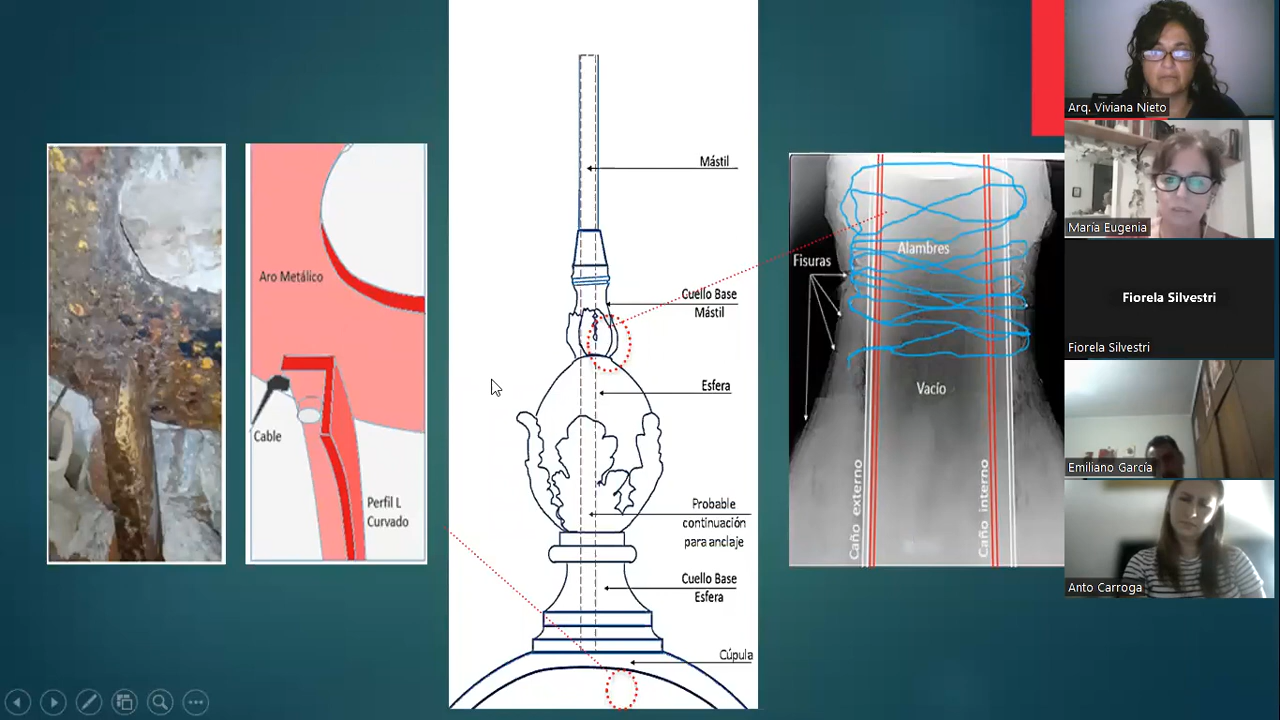 Aro Metálico
Cable
Perfil L
Curvado
Mástil
Cuello Base
Mástil
Esfera
Probable
continuación
para anclaje
Cuello Base
Esfera
Cúpula
Fisuras
Alambres
Vacío
Caño externo
Caño interno
Arq. Viviana Nieto
María Eugenia
Fiorela Silvestri
Fiorela Silvestri
Emiliano García
Anto Carroga